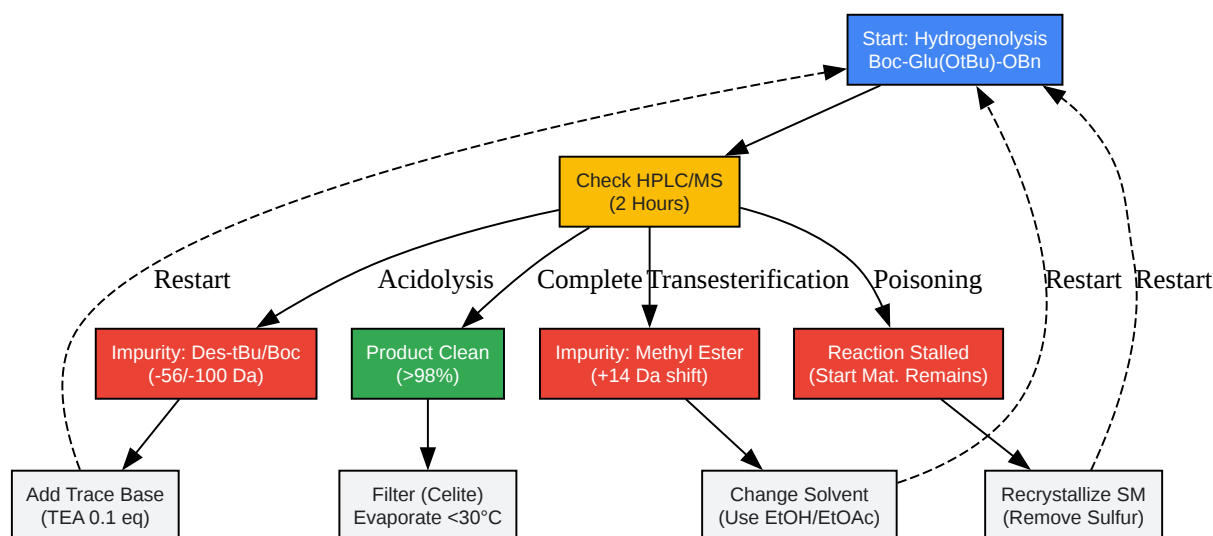 Start: Hydrogenolysis
Boc-Glu(OtBu)-OBn
Check HPLC/MS
(2 Hours)
Restart
Acidolysis
Complete
Transesterification
Poisoning
Restart
Restart
Impurity: Des-tBu/Boc
(-56/-100 Da)
Product Clean
(>98%)
Impurity: Methyl Ester
(+14 Da shift)
Reaction Stalled
(Start Mat. Remains)
Add Trace Base
(TEA 0.1 eq)
Filter (Celite)
Evaporate <30°C
Change Solvent
(Use EtOH/EtOAc)
Recrystallize SM
(Remove Sulfur)